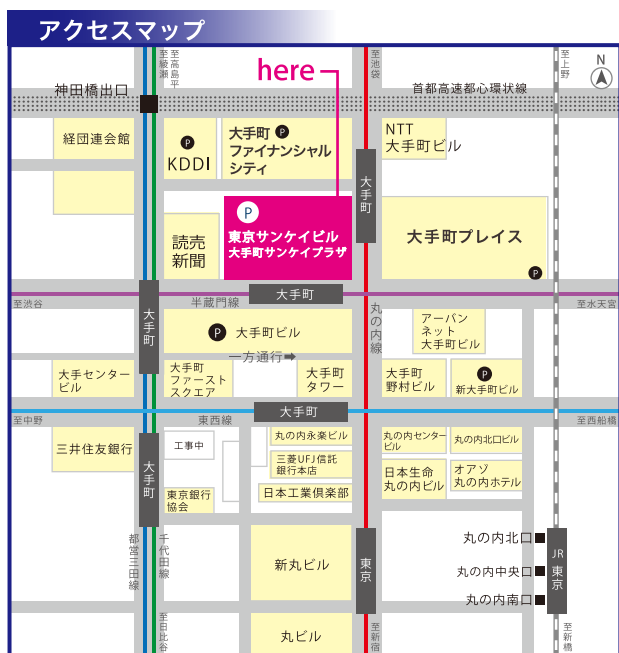 アクセスマップ
至綾瀬
至高島平
至池袋
至上野
N
here
神田橋出口
首都高速都心環状線
経団連会館
P
KDDI
大手町 P
ファイナンシャル
シティ
NTT
大手町ビル
大手町
P
東京サンケイビル
大手町サンケイプラザ
読売
新聞
大手町プレイス
P
至渋谷
半蔵門線
大手町
至水天宮
大手町
丸の内線
P 大手町ビル
アーバン
ネット
大手町ビル
一方通行➡
大手センター
ビル
大手町
ファースト
スクエア
大手町
タワー
大手町
野村ビル
P
新大手町ビル
至中野
東西線
大手町
至西船橋
三井住友銀行
大手町
工事中
丸の内永楽ビル
三菱UFJ信託
銀行本店
日本工業倶楽部
東京銀行
協会
丸の内センター
ビル
丸の内北口ビル
日本生命
丸の内ビル
オアゾ
丸の内ホテル
都営三田線
千代田線
新丸ビル
東京
丸の内北口
丸の内中央口
丸の内南口
JR
東京
至日比谷
丸ビル
至新宿
至新橋